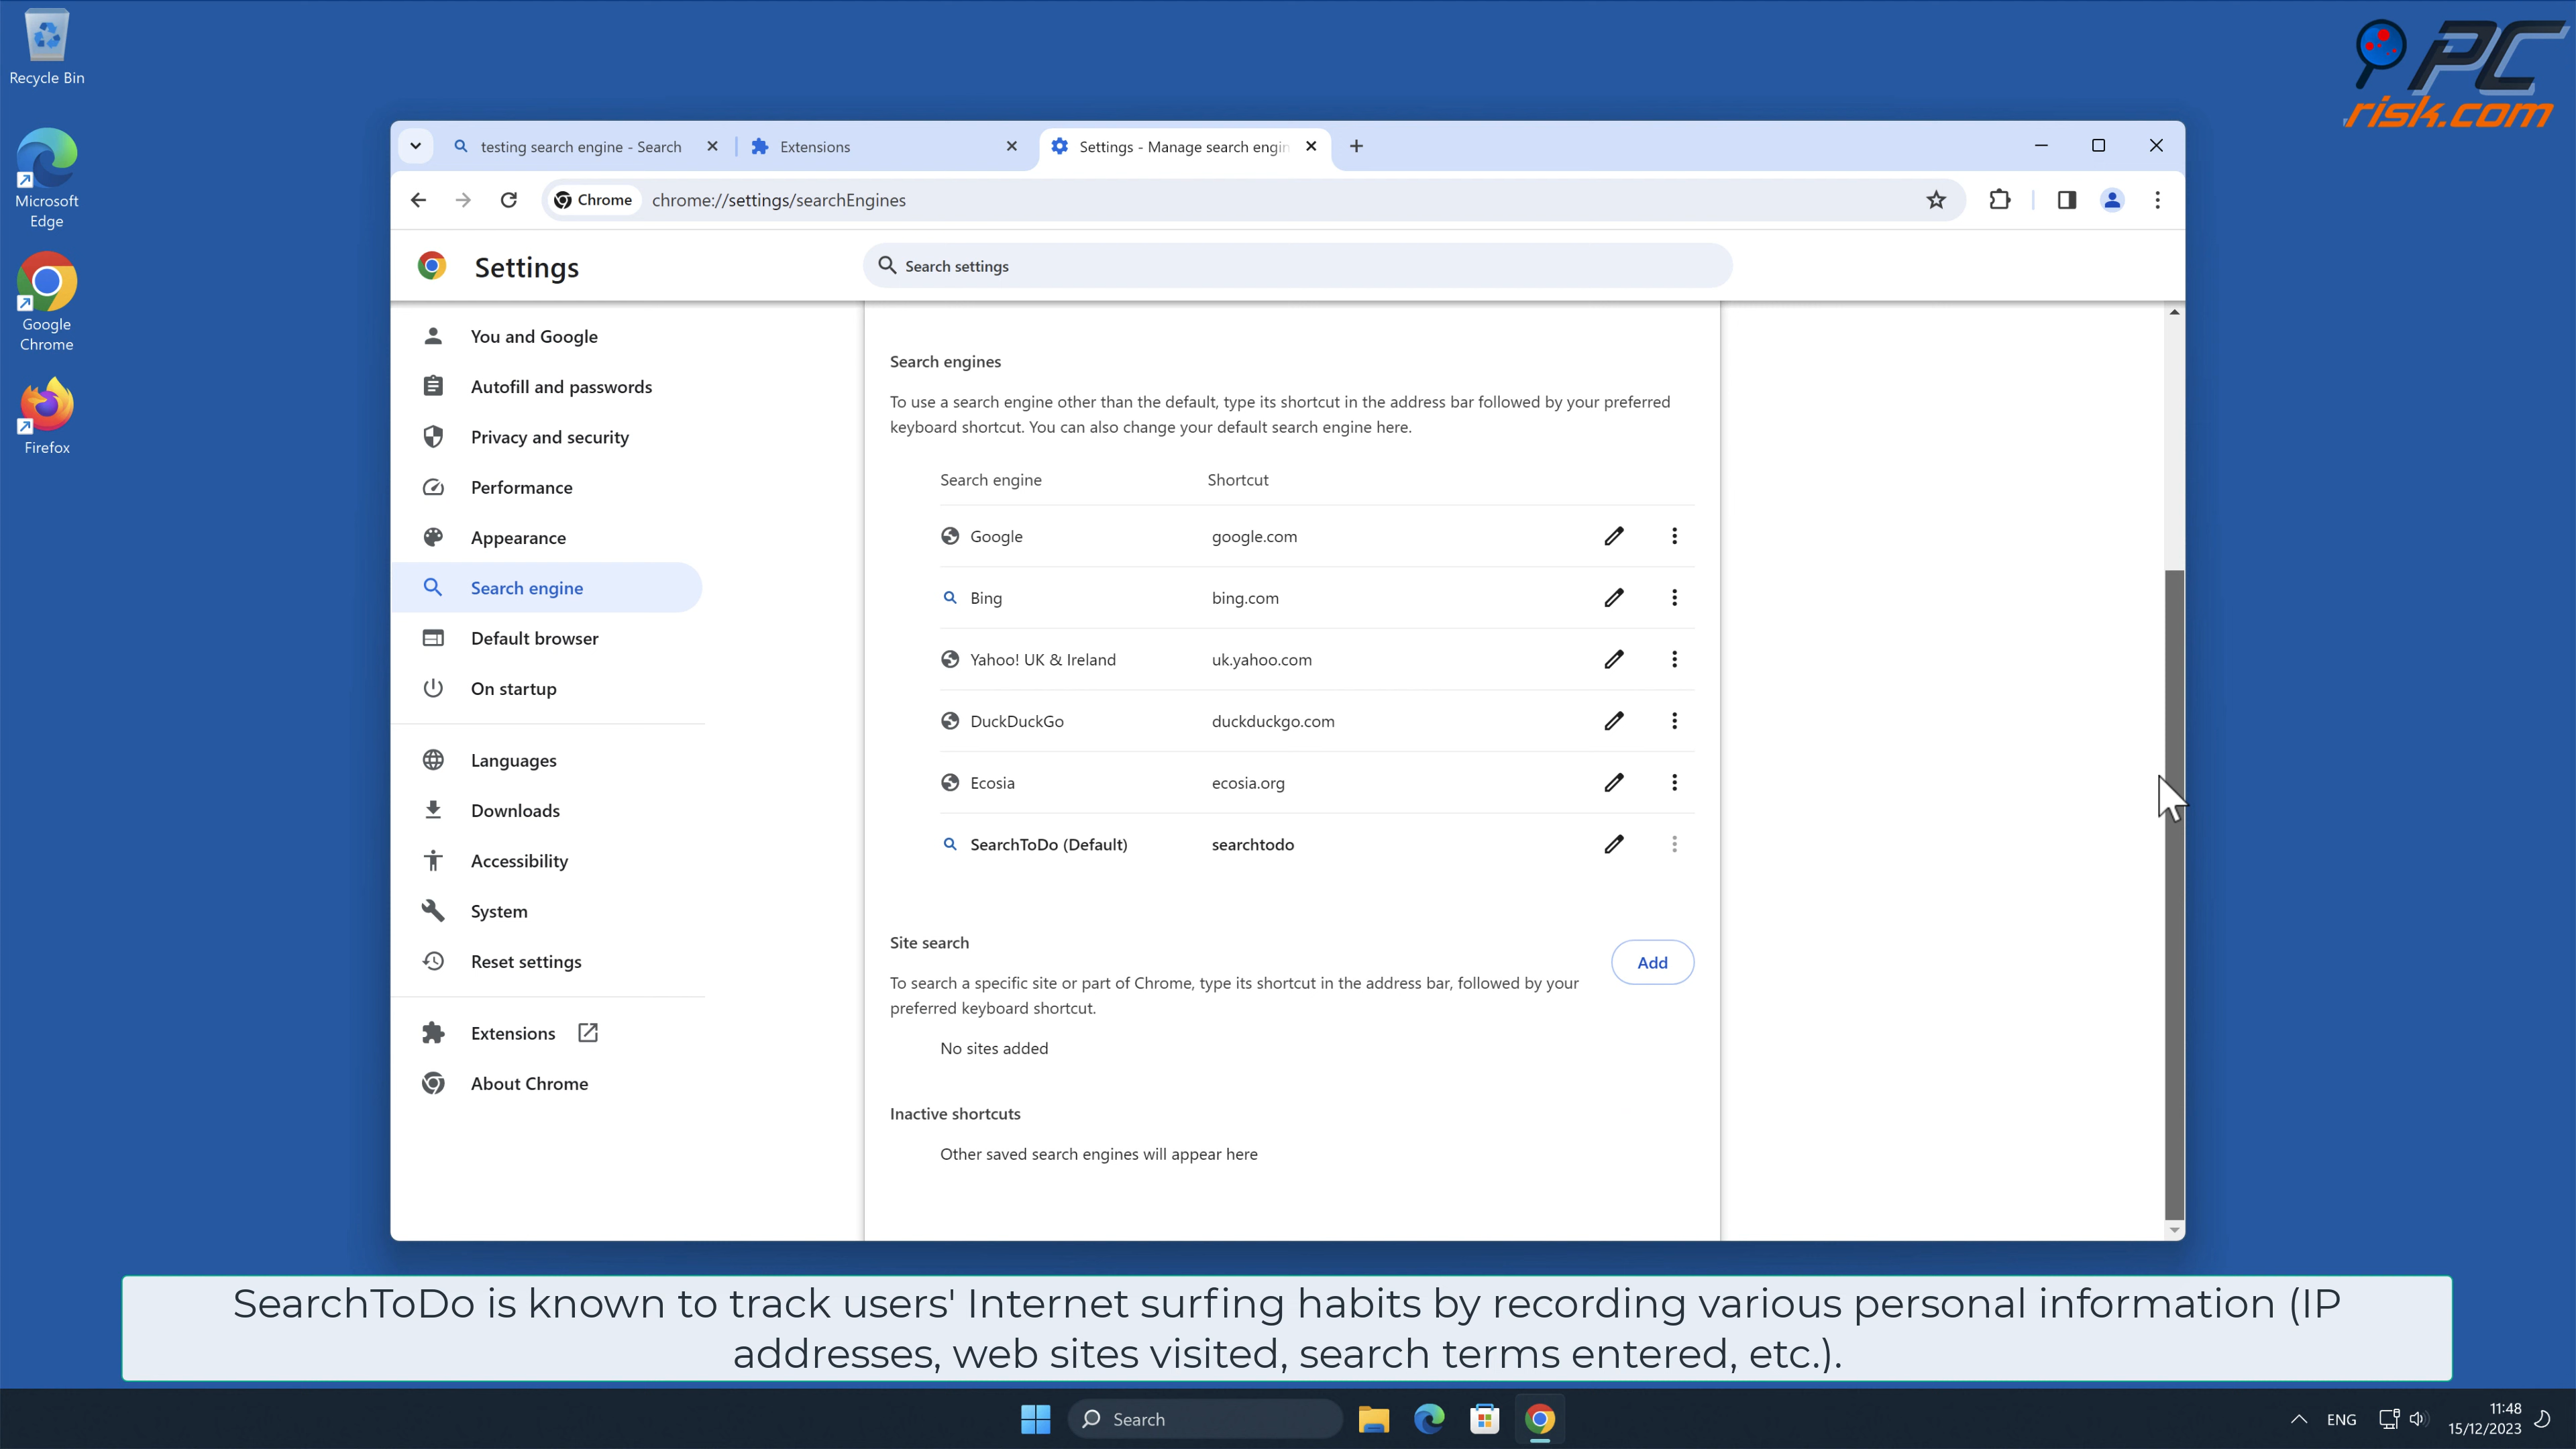 Recycle Bin
Microsoft
Edge
Google
Chrome
Firefox
PC
risk.com
testing search engine - Search
Extensions
Settings - Manage search engin
Chrome
chrome://settings/searchEngines
Settings
Search settings
You and Google
Autofill and passwords
Privacy and security
Performance
Appearance
Search engine
Default browser
On startup
Languages
Downloads
Accessibility
System
Reset settings
Extensions
About Chrome
Search engines
To use a search engine other than the default, type its shortcut in the address bar followed by your preferred
keyboard shortcut. You can also change your default search engine here.
Search engine Shortcut
Google google.com
Bing bing.com
Yahoo! UK & Ireland uk.yahoo.com
DuckDuckGo duckduckgo.com
Ecosia ecosia.org
SearchToDo (Default) searchtodo
Site search
Add
To search a specific site or part of Chrome, type its shortcut in the address bar, followed by your
preferred keyboard shortcut.
No sites added
Inactive shortcuts
Other saved search engines will appear here
SearchToDo is known to track users' Internet surfing habits by recording various personal information (IP
addresses, web sites visited, search terms entered, etc.).
Search
ENG
11:48
15/12/2023